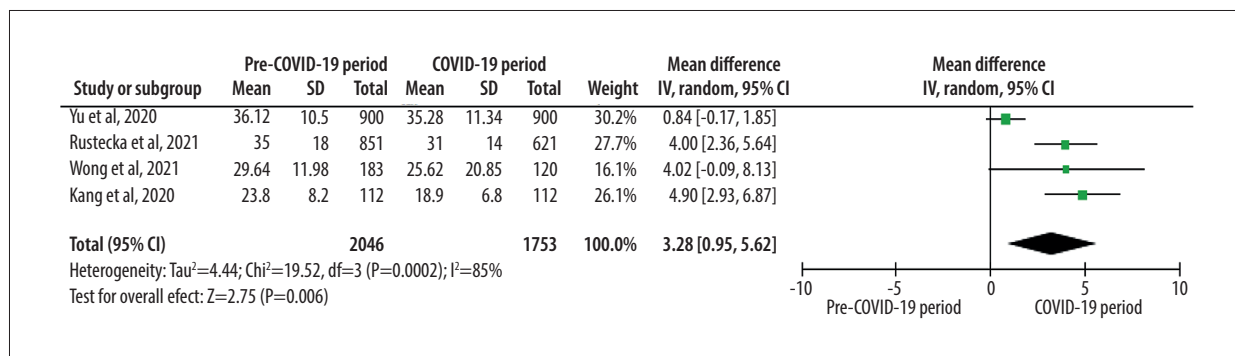 Pre-COVID-19 period COVID-19 period Mean difference Mean difference
Study or subgroup Mean SD Total Mean SD Total Weight IV, random, 95% CI IV, random, 95% CI
Yu et al, 2020 36.12 10.5 900 35.28 11.34 900 30.2% 0.84 [-0.17, 1.85]
Rustecka et al, 2021 35 18 851 31 14 621 27.7% 4.00 [2.36, 5.64]
Wong et al, 2021 29.64 11.98 183 25.62 20.85 120 16.1% 4.02 [-0.09, 8.13]
Kang et al, 2020 23.8 8.2 112 18.9 6.8 112 26.1% 4.90 [2.93, 6.87]
Total (95% CI) 2046 1753 100.0% 3.28 [0.95, 5.62]
Heterogeneity: Tau²=4.44; Chi²=19.52, df=3 (P=0.0002); I²=85%
Test for overall efect: Z=2.75 (P=0.006)
-10 -5 0 5 10
Pre-COVID-19 period COVID-19 period